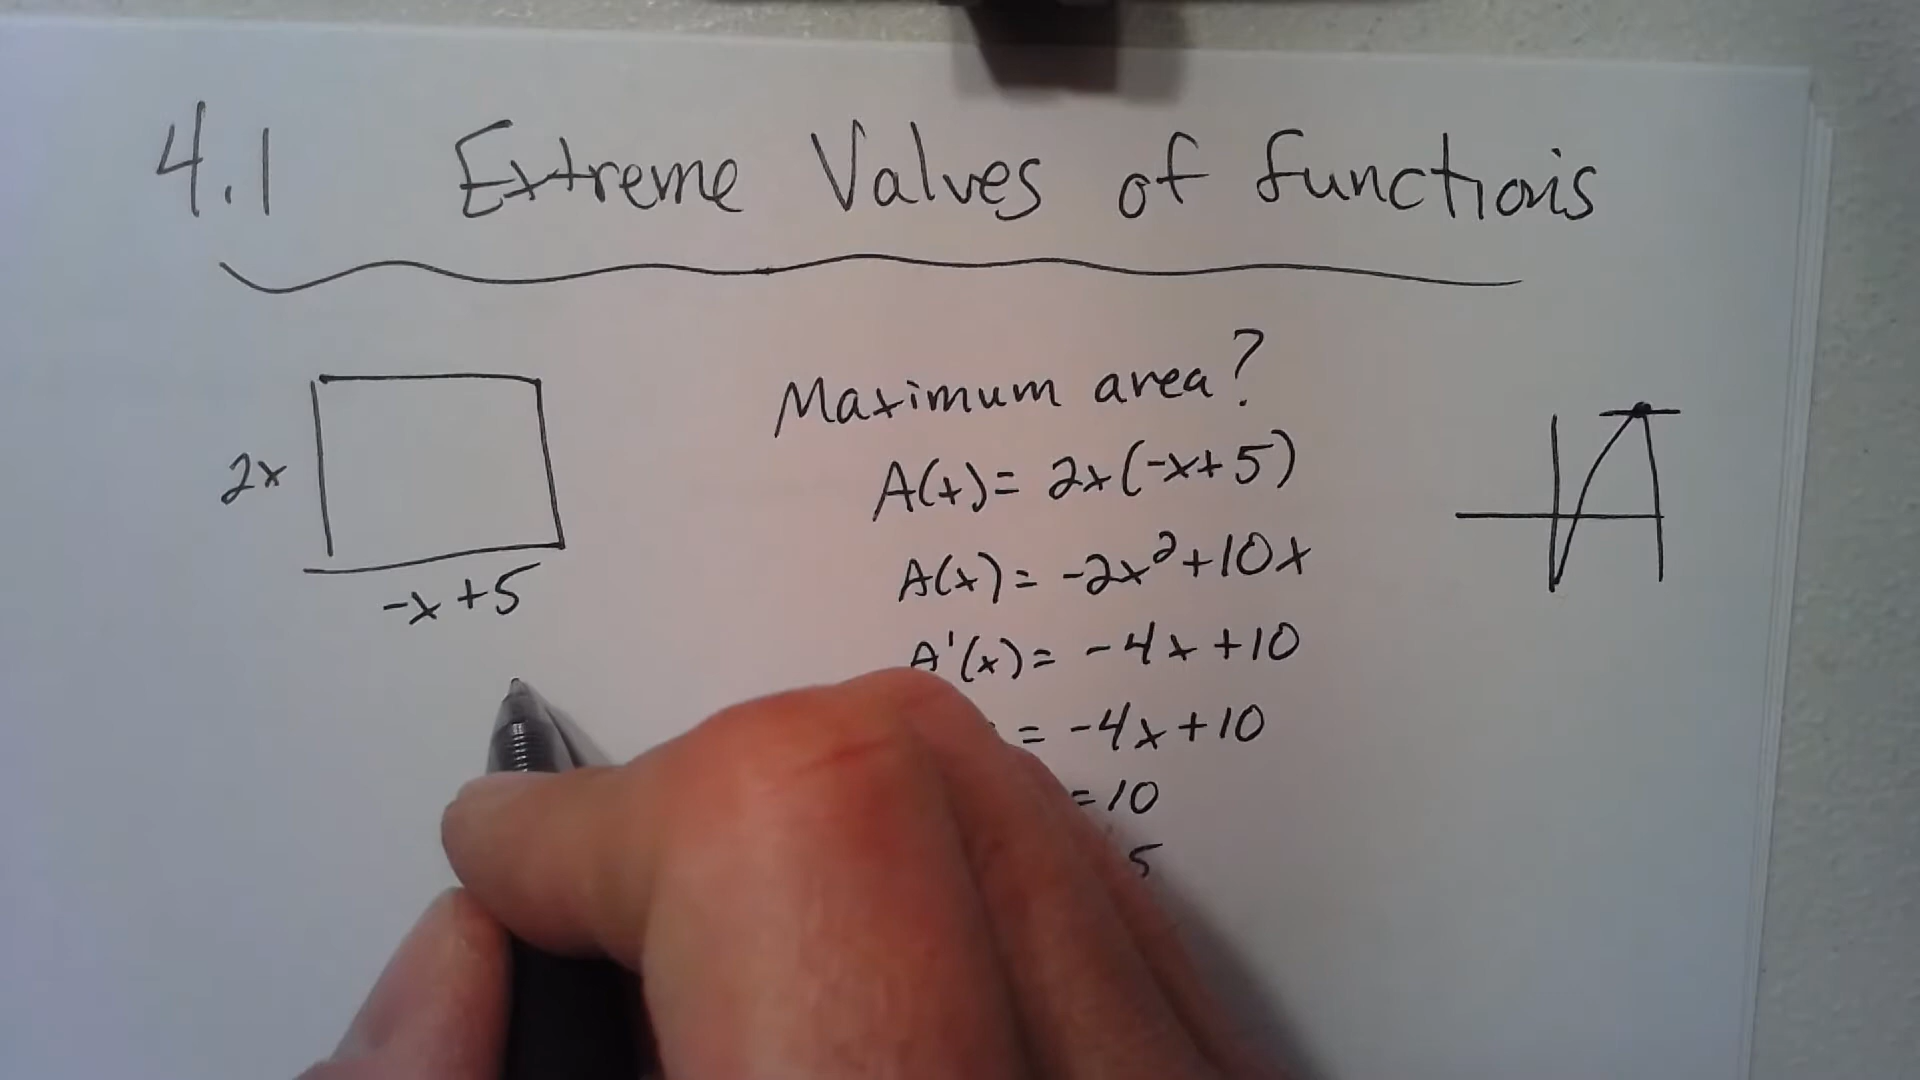 4.1 Extreme Values of functions
Maximum area?
2x
A(x) = 2x(-x+5)
-x+5
A(x) = -2x²+10x
A'(x) = -4x+10
= -4x+10
=10
5